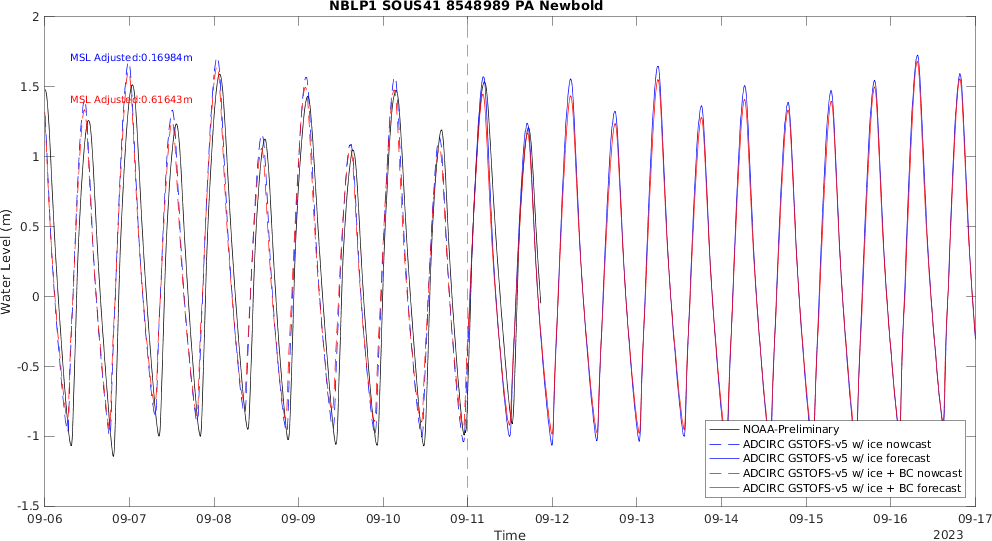 NBLP1 SOUS41 8548989 PA Newbold
2
1.5
1
0.5
0
-0.5
-1
-1.5
Water Level (m)
MSL Adjusted:0.16984m
MSL Adjusted:0.61643m
NOAA-Preliminary
ADCIRC GSTOFS-v5 w/ ice nowcast
ADCIRC GSTOFS-v5 w/ ice forecast
ADCIRC GSTOFS-v5 w/ ice + BC nowcast
ADCIRC GSTOFS-v5 w/ ice + BC forecast
09-06 09-07 09-08 09-09 09-10 09-11 09-12 09-13 09-14 09-15 09-16 09-17
Time
2023